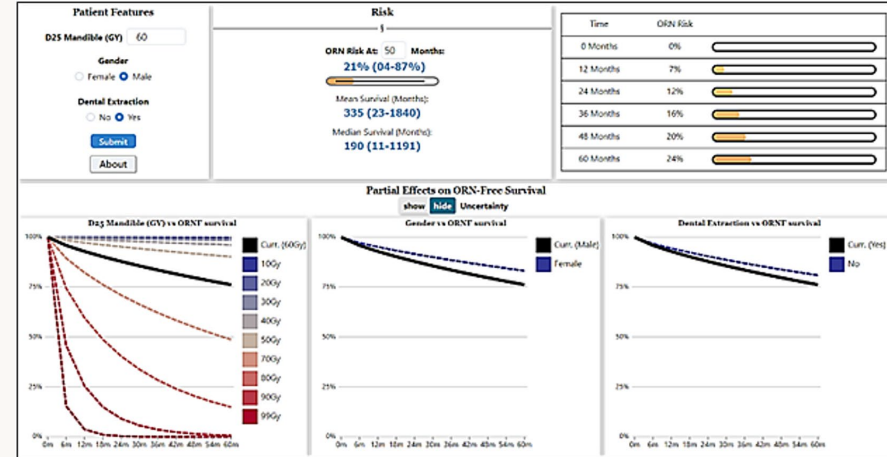 Patient Features
D25 Mandible (GY) 60
Gender
Female Male
Dental Extraction
No Yes
Submit
About
Risk
ORN Risk At: 50 Months:
21% (04-87%)
Mean Survival (Months):
335 (23-1840)
Median Survival (Months):
190 (11-1191)
Time ORN Risk
0 Months 0%
12 Months 7%
24 Months 12%
36 Months 16%
48 Months 20%
60 Months 24%
Partial Effects on ORN-Free Survival
show hide Uncertainty
D25 Mandible (GY) vs ORNF survival
100%
75%
50%
25%
0%
0m 6m 12m 18m 24m 30m 36m 42m 48m 54m 60m
Curr. (60Gy)
10Gy
20Gy
30Gy
40Gy
50Gy
70Gy
80Gy
90Gy
99Gy
Gender vs ORNF survival
100%
75%
50%
25%
0%
0m 6m 12m 18m 24m 30m 36m 42m 48m 54m 60m
Curr. (Male)
Female
Dental Extraction vs ORNF survival
100%
75%
50%
25%
0%
0m 6m 12m 18m 24m 30m 36m 42m 48m 54m 60m
Curr. (Yes)
No